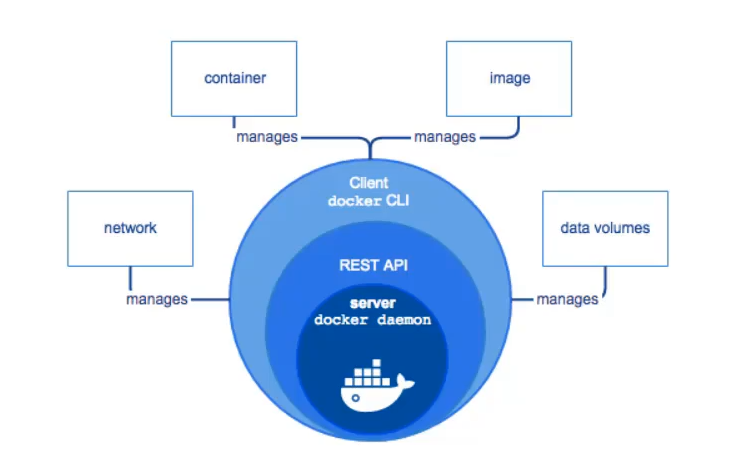 container
image
manages
manages
Client
docker CLI
network
data volumes
REST API
manages
server
manages
docker daemon